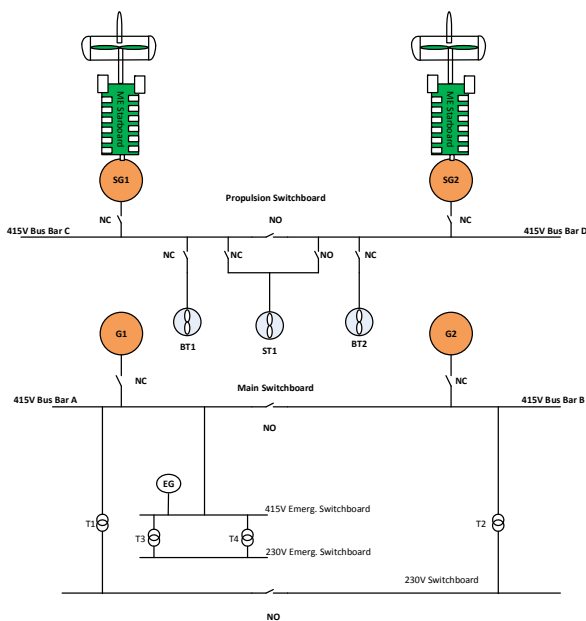 ME Starboard
ME Starboard
SG1
SG2
Propulsion Switchboard
NC
NO
NC
415V Bus Bar C
415V Bus Bar D
NC
NC
NO
NC
BT1
ST1
BT2
G1
G2
NC
NC
Main Switchboard
415V Bus Bar A
415V Bus Bar B
NO
EG
415V Emerg. Switchboard
T1
T3
T4
T2
230V Emerg. Switchboard
230V Switchboard
NO